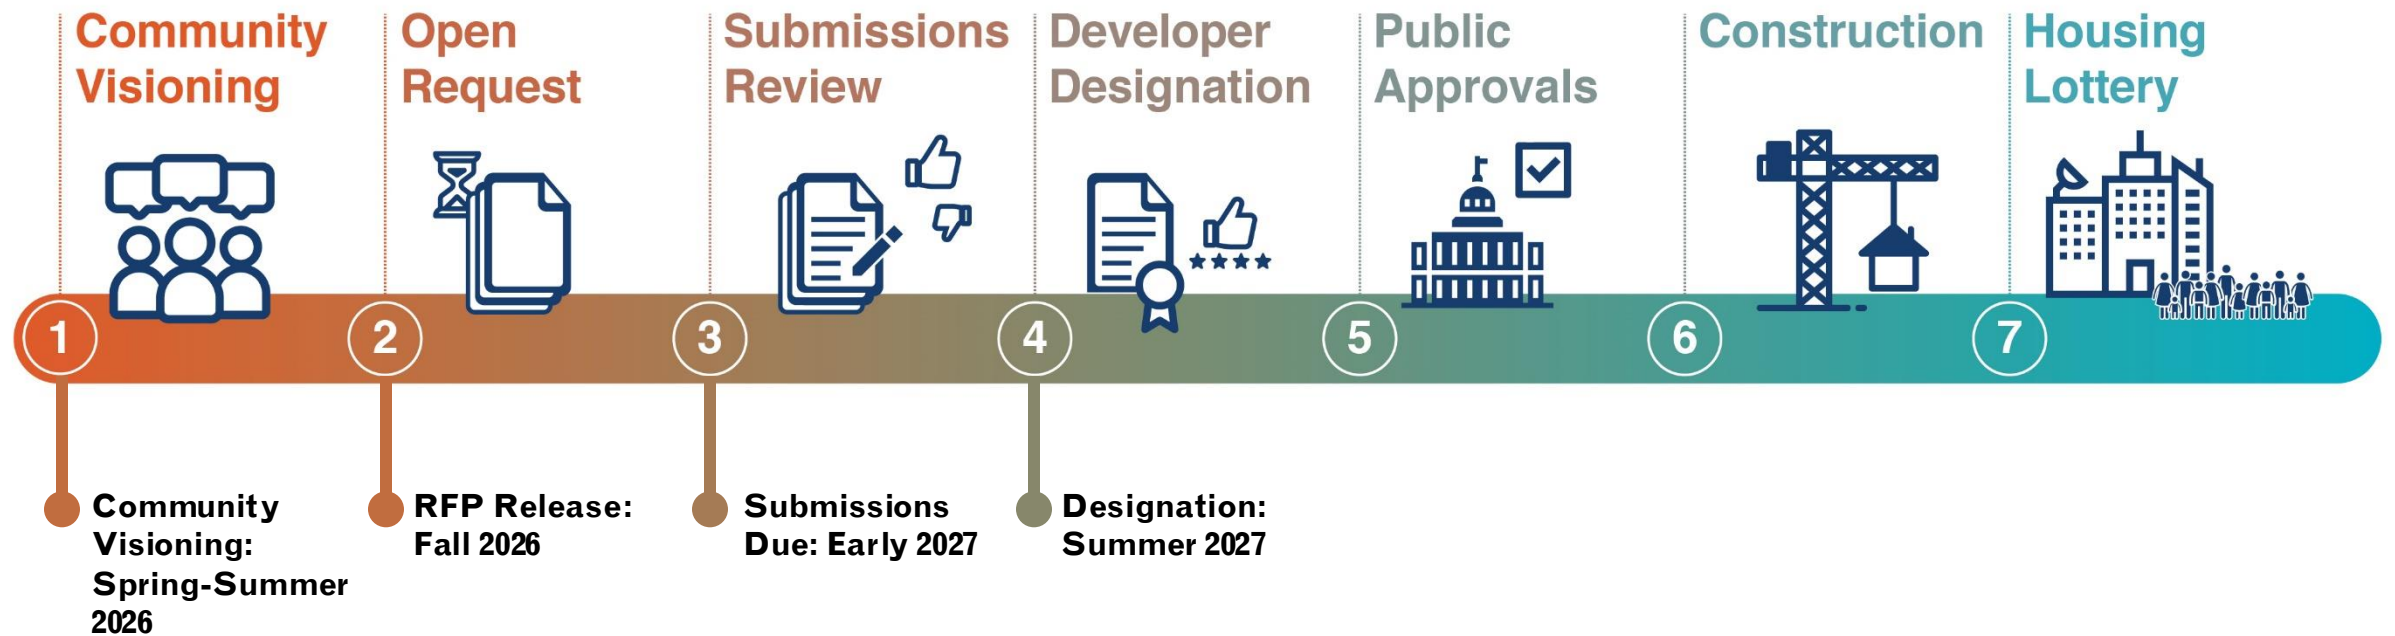 Community
Visioning
Open
Request
Submissions
Review
Developer
Designation
Public
Approvals
Construction
Housing
Lottery
1
2
3
4
5
6
7
Community
Visioning:
Spring-Summer
2026
RFP Release:
Fall 2026
Submissions
Due: Early 2027
Designation:
Summer 2027